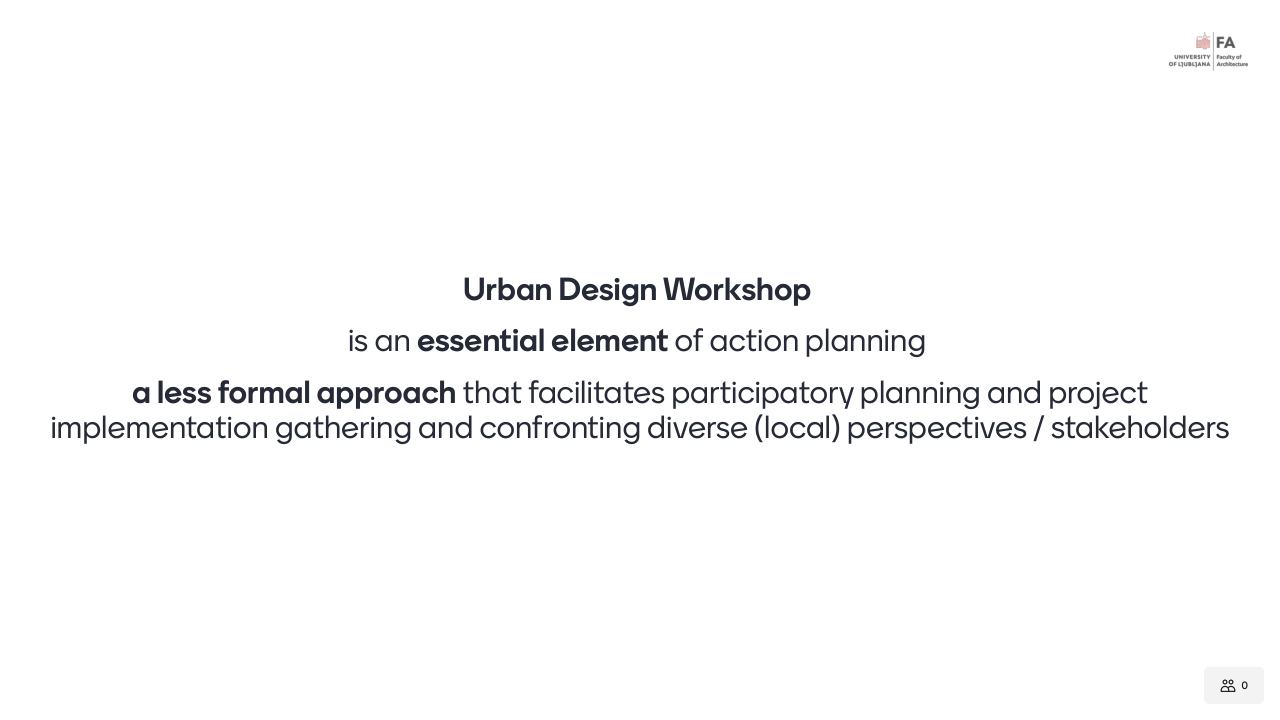 FA
UNIVERSITY
OF LJUBLJANA
Faculty of
Architecture
Urban Design Workshop
is an essential element of action planning
a less formal approach that facilitates participatory planning and project
implementation gathering and confronting diverse (local) perspectives / stakeholders
0